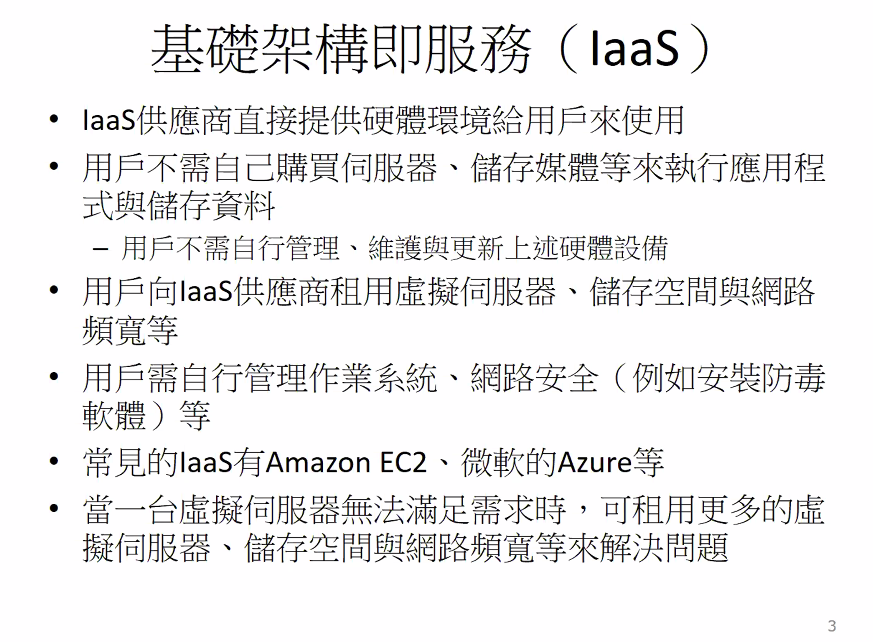 基礎架構即服務（IaaS）
• IaaS供應商直接提供硬體環境給用戶來使用
• 用戶不需自己購買伺服器、儲存媒體等來執行應用程
式與儲存資料
– 用戶不需自行管理、維護與更新上述硬體設備
• 用戶向IaaS供應商租用虛擬伺服器、儲存空間與網路
頻寬等
• 用戶需自行管理作業系統、網路安全（例如安裝防毒
軟體）等
• 常見的IaaS有Amazon EC2、微軟的Azure等
• 當一台虛擬伺服器無法滿足需求時，可租用更多的虛
擬伺服器、儲存空間與網路頻寬等來解決問題
3